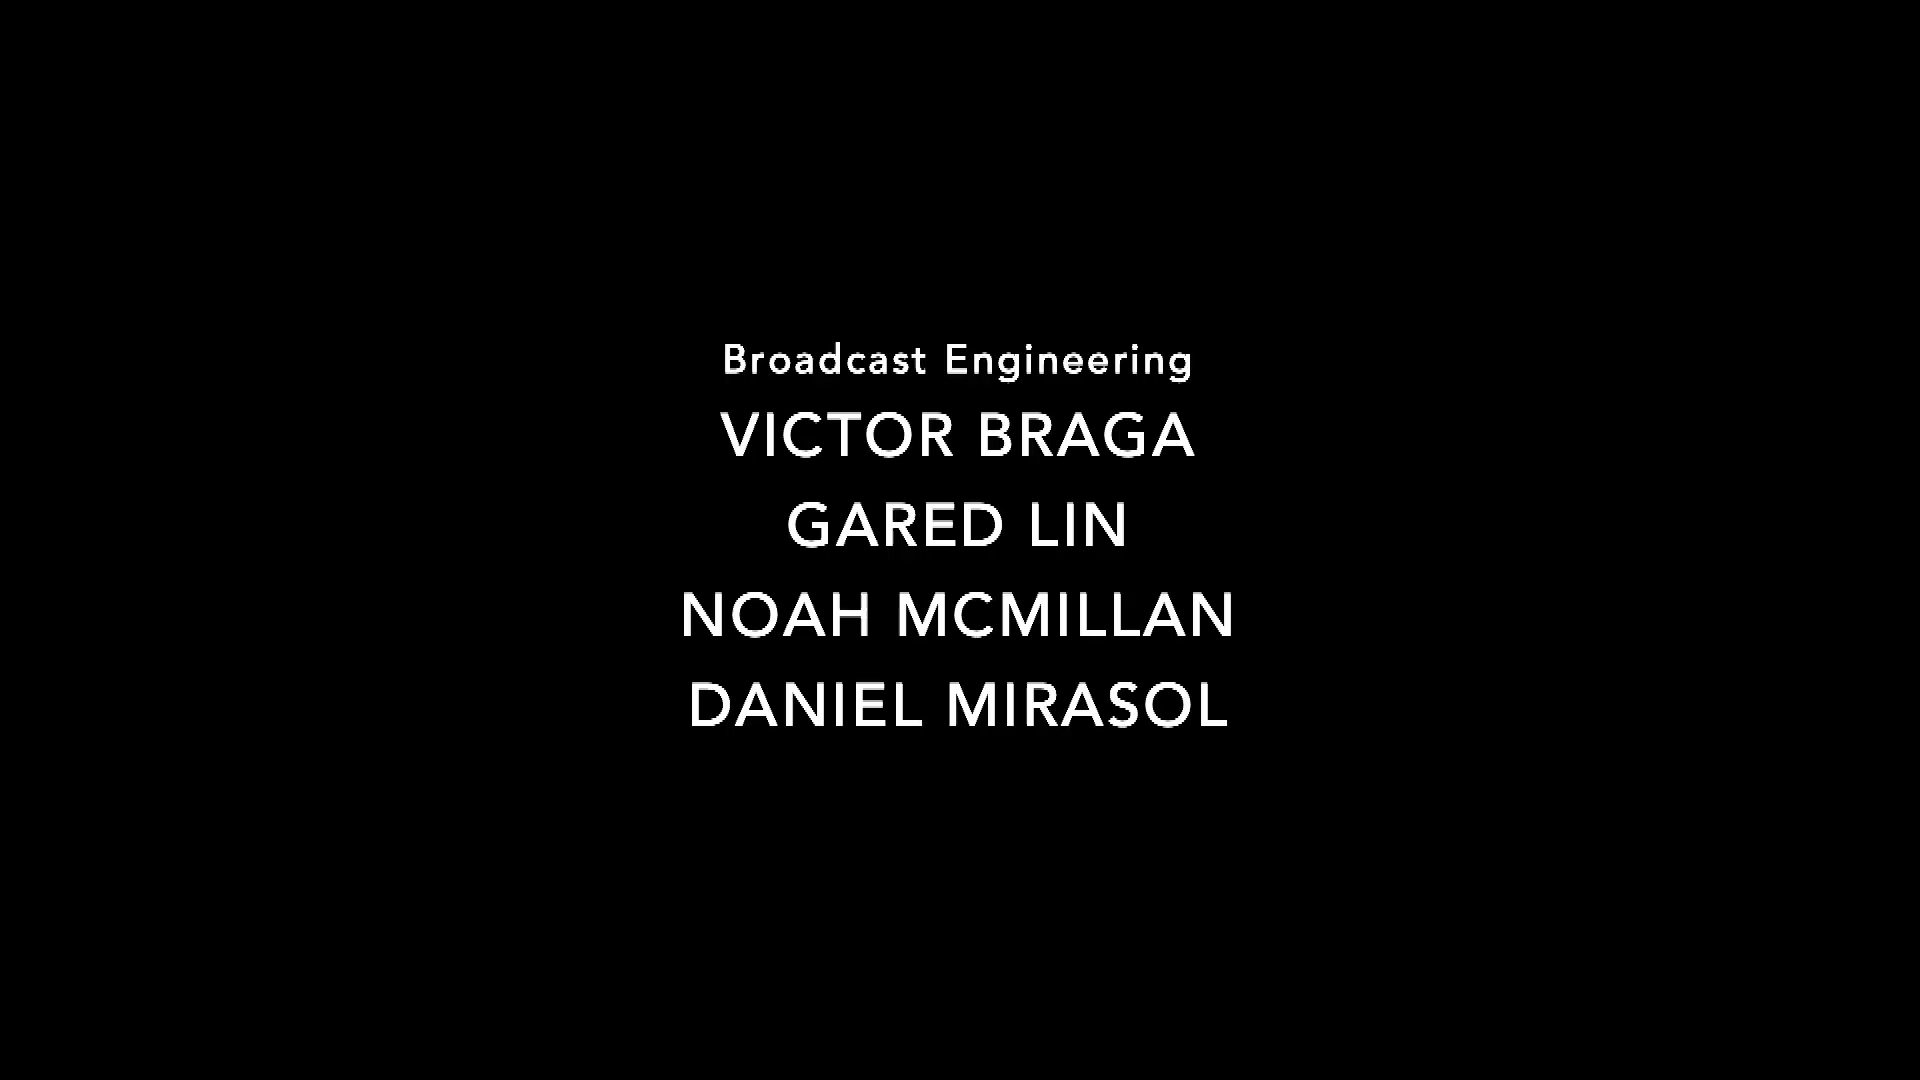 Broadcast Engineering
VICTOR BRAGA
GARED LIN
NOAH MCMILLAN
DANIEL MIRASOL